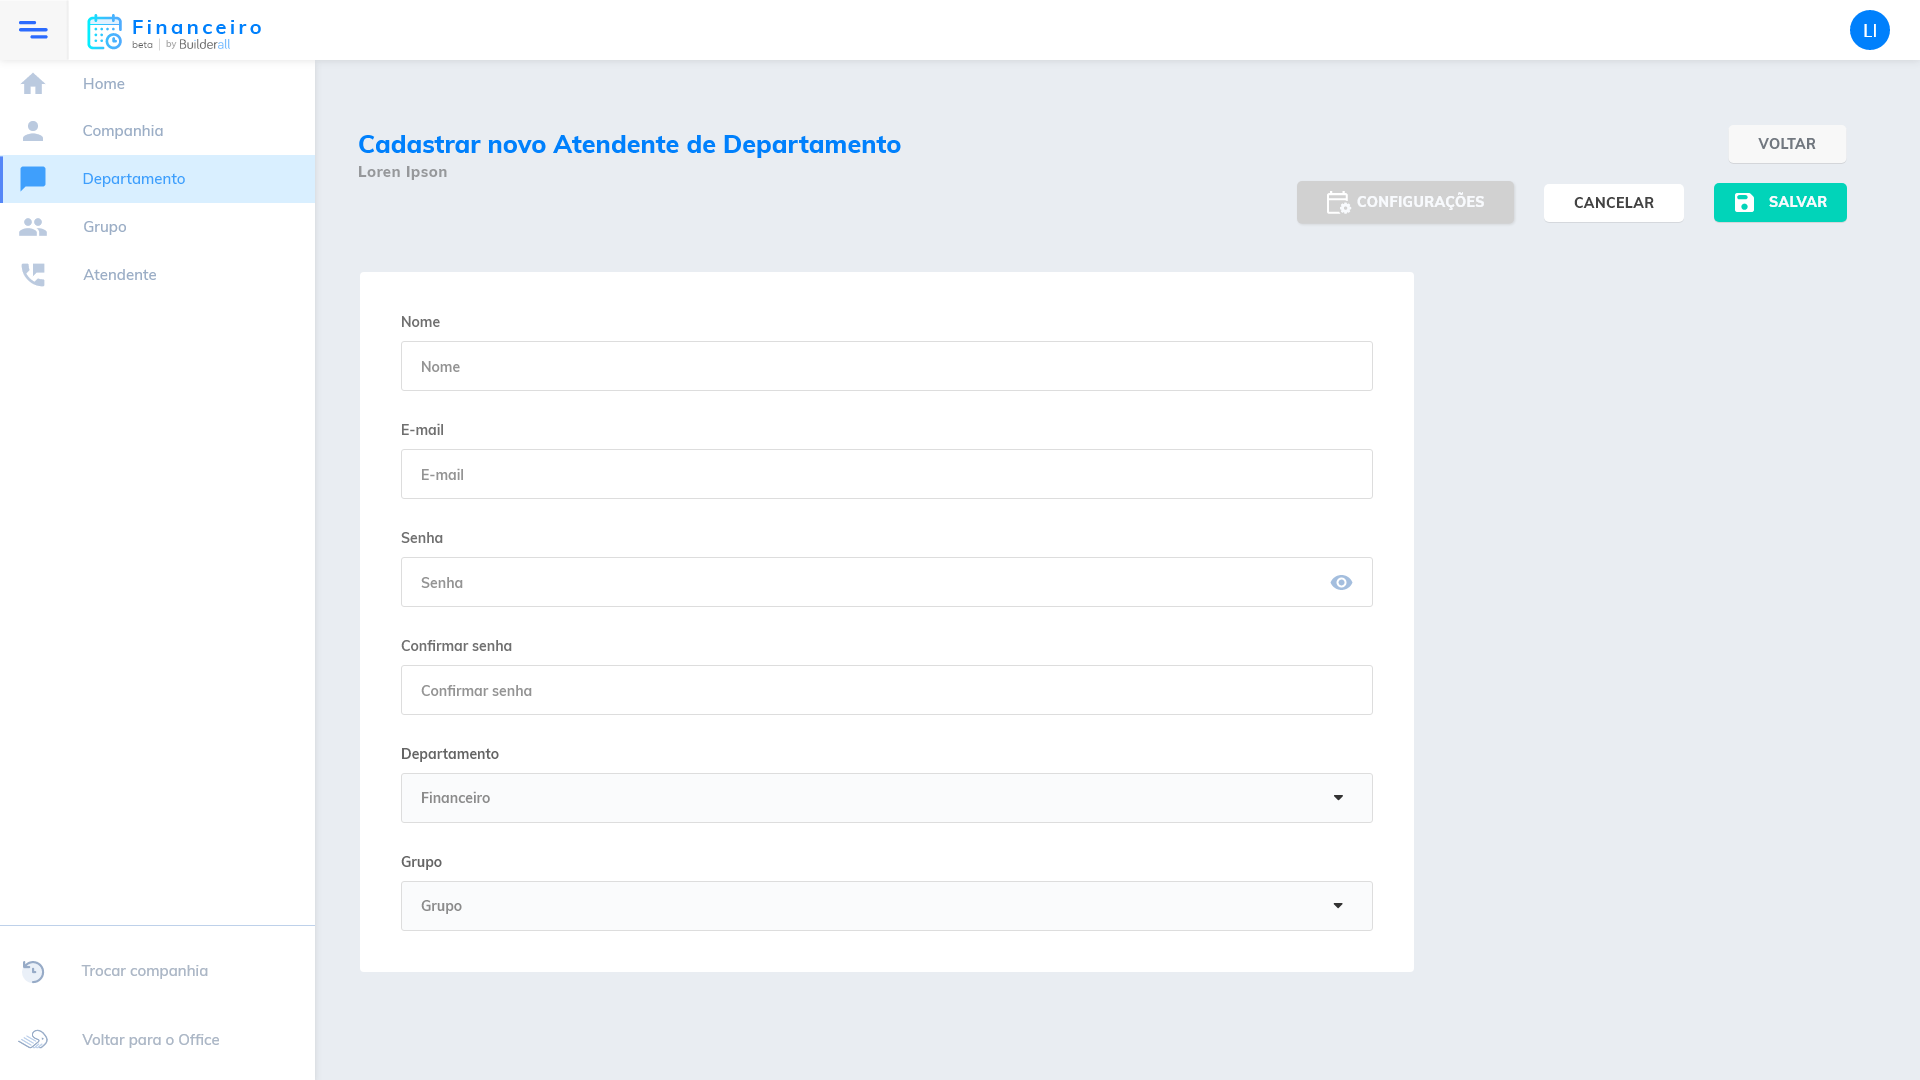 Financeiro
beta | by Builderall
LI
Home
Companhia
Departamento
Grupo
Atendente
Trocar companhia
Voltar para o Office
Cadastrar novo Atendente de Departamento
Loren Ipson
VOLTAR
CONFIGURAÇÕES
CANCELAR
SALVAR
Nome
Nome
E-mail
E-mail
Senha
Senha
Confirmar senha
Confirmar senha
Departamento
Financeiro
Grupo
Grupo